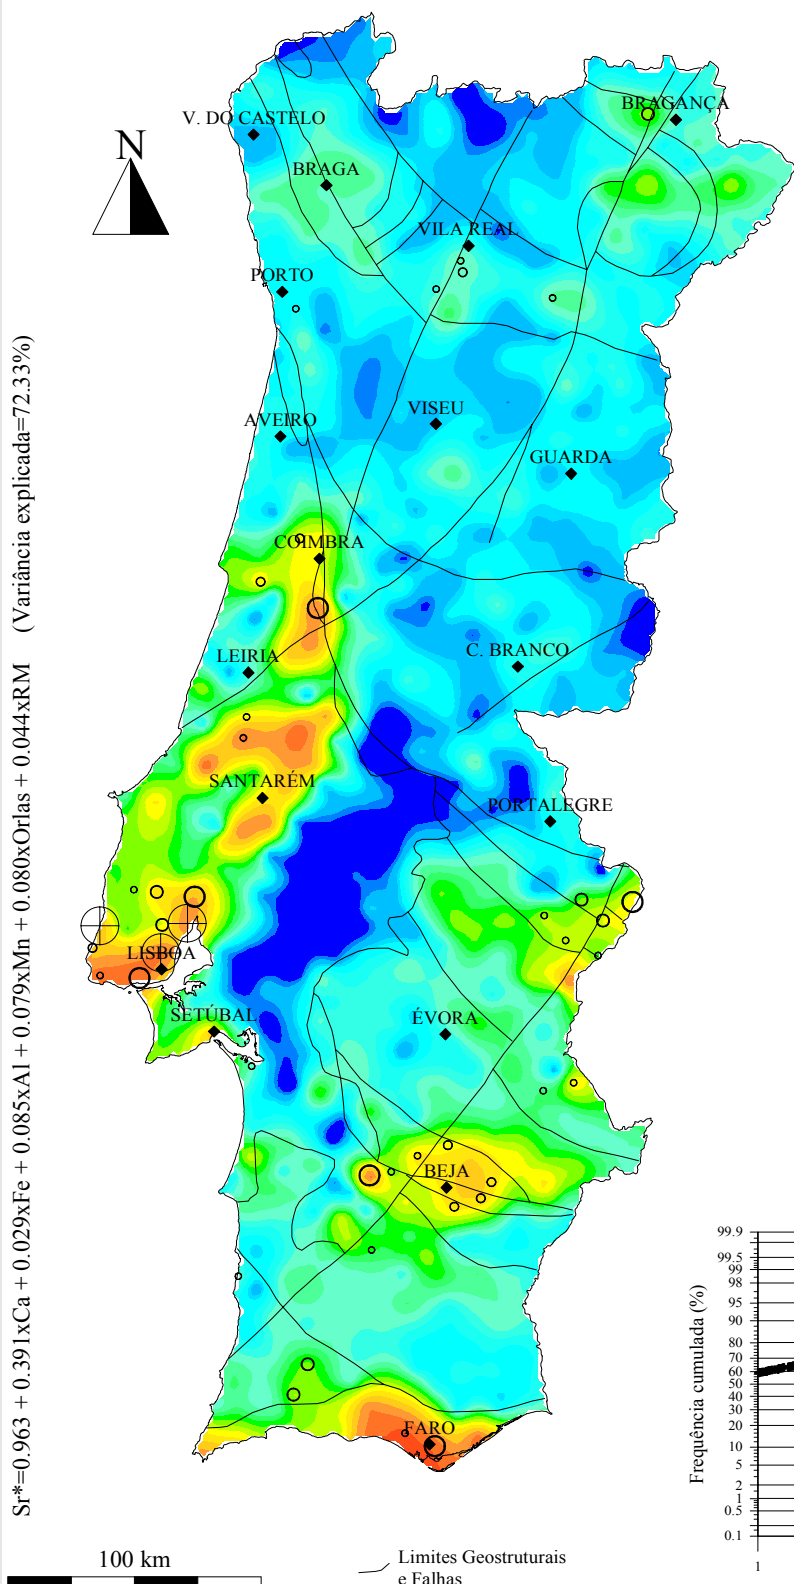 V. DO CASTELO
BRAGANÇA
N
BRAGA
VILA REAL
PORTO
AVEIRO
VISEU
GUARDA
COIMBRA
LEIRIA
C. BRANCO
SANTARÉM
PORTALEGRE
LISBOA
SETÚBAL
ÉVORA
BEJA
FARO
Sr*=0.963 + 0.391xCa + 0.029xFe + 0.085xAl + 0.079xMn + 0.080xOrlas + 0.044xRM (Variância explicada=72.33%)
Frequência cumulada (%)
99.9
99.5
99
98
95
90
80
70
60
50
40
30
20
10
5
2
1
0.5
0.1
1
100 km
Limites Geostruturais
e Falhas